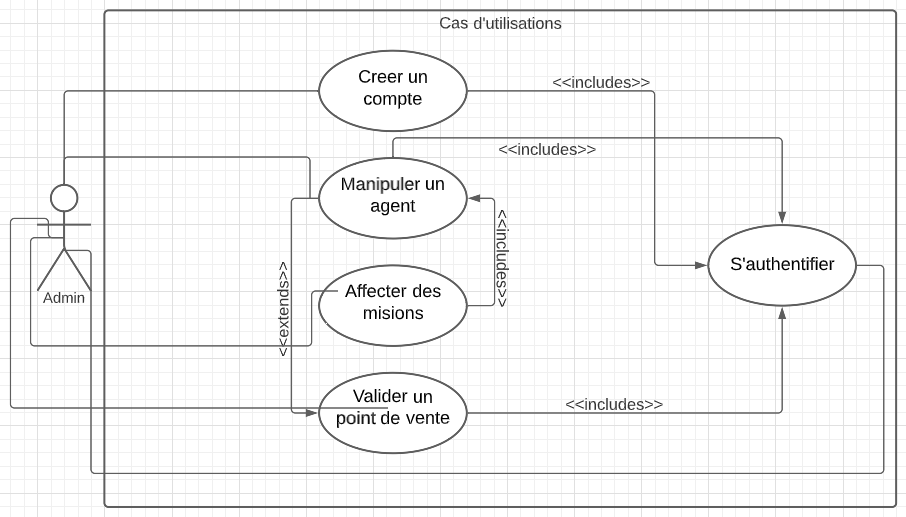 Cas d'utilisations
Creer un
compte
<<includes>>
<<includes>>
Manipuler un
agent
<<includes>>
S'authentifier
Affecter des
misions
<<extends>>
Admin
Valider un
point de vente
<<includes>>